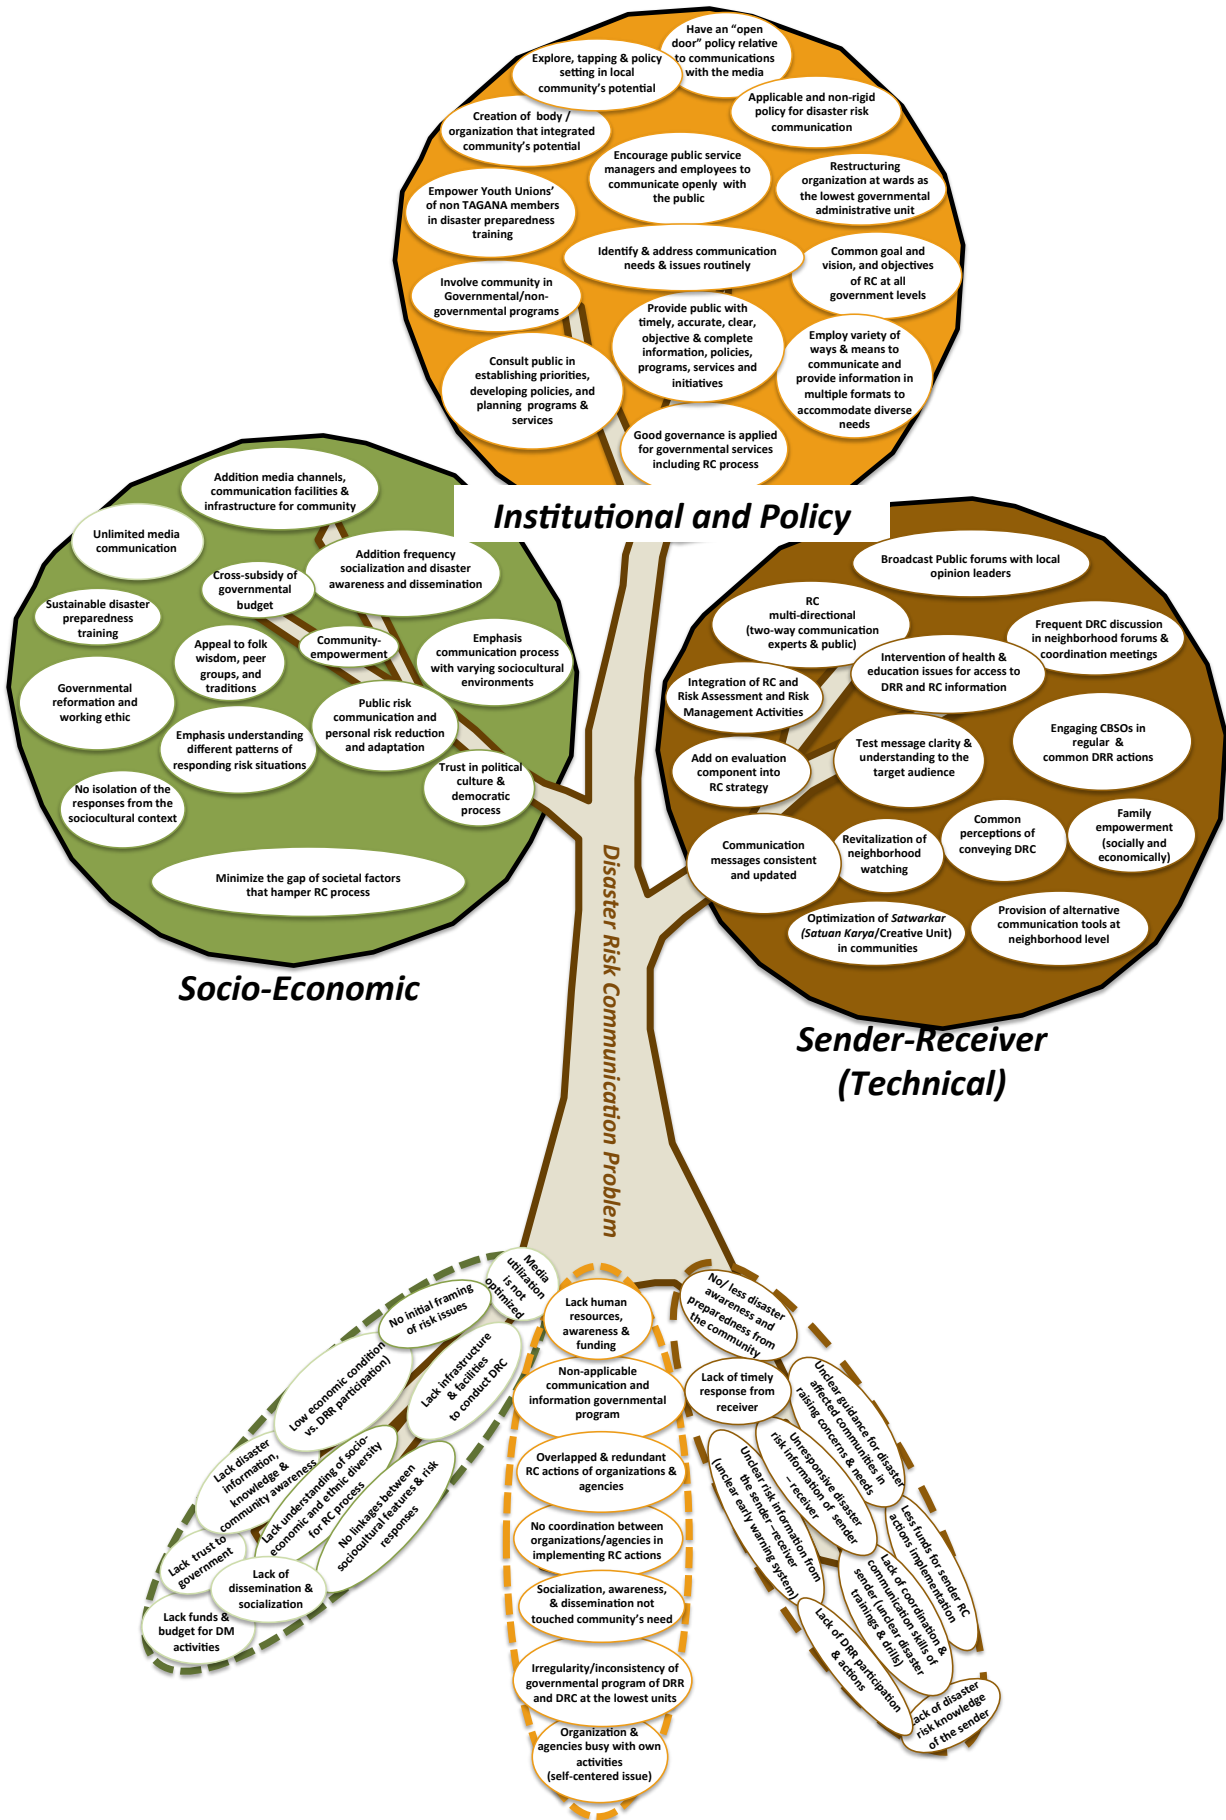 Have an “open
door” policy relative
to communications
with the media
Explore, tapping & policy
setting in local
community’s potential
Applicable and non-rigid
policy for disaster risk
communication
Creation of body /
organization that integrated
community’s potential
Encourage public service
managers and employees to
communicate openly with
the public
Restructuring
organization at wards as
the lowest governmental
administrative unit
Empower Youth Unions’
of non TAGANA members
in disaster preparedness
training
Identify & address communication
needs & issues routinely
Common goal and
vision, and objectives
of RC at all
government levels
Involve community in
Governmental/non-
governmental programs
Provide public with
timely, accurate, clear,
objective & complete
information, policies,
programs, services and
initiatives
Employ variety of
ways & means to
communicate and
provide information in
multiple formats to
accommodate diverse
needs
Consult public in
establishing priorities,
developing policies, and
planning programs &
services
Good governance is applied
for governmental services
including RC process
Institutional and Policy
Addition media channels,
communication facilities &
infrastructure for community
Unlimited media
communication
Addition frequency
socialization and disaster
awareness and dissemination
Cross-subsidy of
governmental
budget
Sustainable disaster
preparedness
training
Community-
empowerment
Appeal to folk
wisdom, peer
groups, and
traditions
Emphasis
communication process
with varying sociocultural
environments
Governmental
reformation and
working ethic
Public risk
communication and
personal risk reduction
and adaptation
Emphasis understanding
different patterns of
responding risk situations
Trust in political
culture &
democratic
process
No isolation of the
responses from the
sociocultural context
Minimize the gap of societal factors
that hamper RC process
Socio-Economic
Broadcast Public forums with local
opinion leaders
RC
multi-directional
(two-way communication
experts & public)
Frequent DRC discussion
in neighborhood forums &
coordination meetings
Intervention of health &
education issues for access to
DRR and RC information
Integration of RC and
Risk Assessment and Risk
Management Activities
Engaging CBSOs in
regular &
common DRR actions
Test message clarity &
understanding to the
target audience
Add on evaluation
component into
RC strategy
Communication
messages consistent
and updated
Revitalization of
neighborhood
watching
Common
perceptions of
conveying DRC
Family
empowerment
(socially and
economically)
Optimization of Satwarkar
(Satuan Karya/Creative Unit)
in communities
Provision of alternative
communication tools at
neighborhood level
Sender-Receiver
(Technical)
Disaster Risk Communication Problem
Media
utilization
is not
optimized
No initial framing
of risk issues
Low economic condition
vs. DRR participation)
Lack infrastructure
& facilities
to conduct DRC
Lack disaster
information,
knowledge &
community awareness
Lack understanding of socio-
economic and ethnic diversity
for RC process
No linkages between
sociocultural features & risk
responses
Lack trust to
government
Lack of
dissemination &
socialization
Lack funds &
budget for DM
activities
Lack human
resources,
awareness &
funding
Non-applicable
communication and
information governmental
program
Overlapped & redundant
RC actions of organizations &
agencies
No coordination between
organizations/agencies in
implementing RC actions
Socialization, awareness,
& dissemination not
touched community’s need
Irregularity/inconsistency of
governmental program of DRR
and DRC at the lowest units
Organization &
agencies busy with own
activities
(self-centered issue)
No/ less disaster
awareness and
preparedness from
the community
Lack of timely
response from
receiver
Unclear guidance for disaster
affected communities in
raising concerns & needs
Unresponsive disaster
risk information of sender
– receiver
Unclear risk information from
the sender –receiver
(unclear early warning system)
Less funds for sender RC
actions implementation
Lack of coordination &
communication skills of
sender (unclear disaster
trainings & drills)
Lack of DRR participation
& actions
Lack of disaster
risk knowledge
of the sender